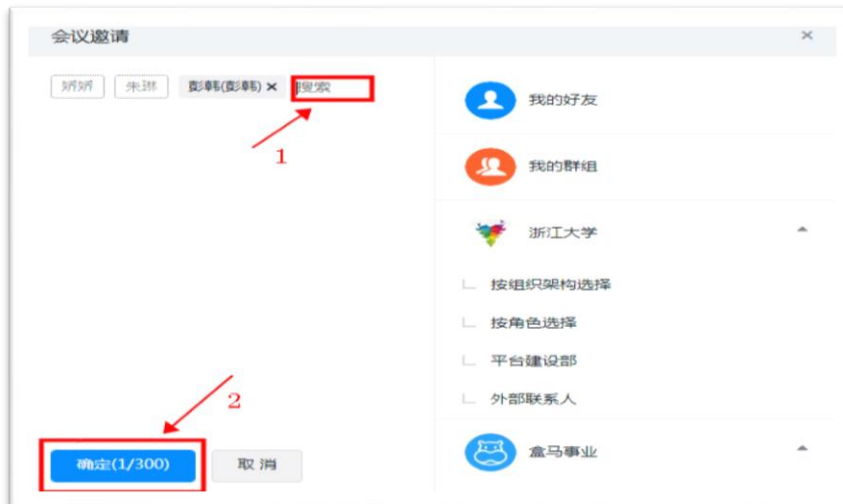 会议邀请 ×
娇娇 朱琳 彭韩(彭韩) × 搜索
1
我的好友
我的群组
浙江大学
按组织架构选择
按角色选择
平台建设部
外部联系人
2
确定(1/300) 取 消
盒马事业